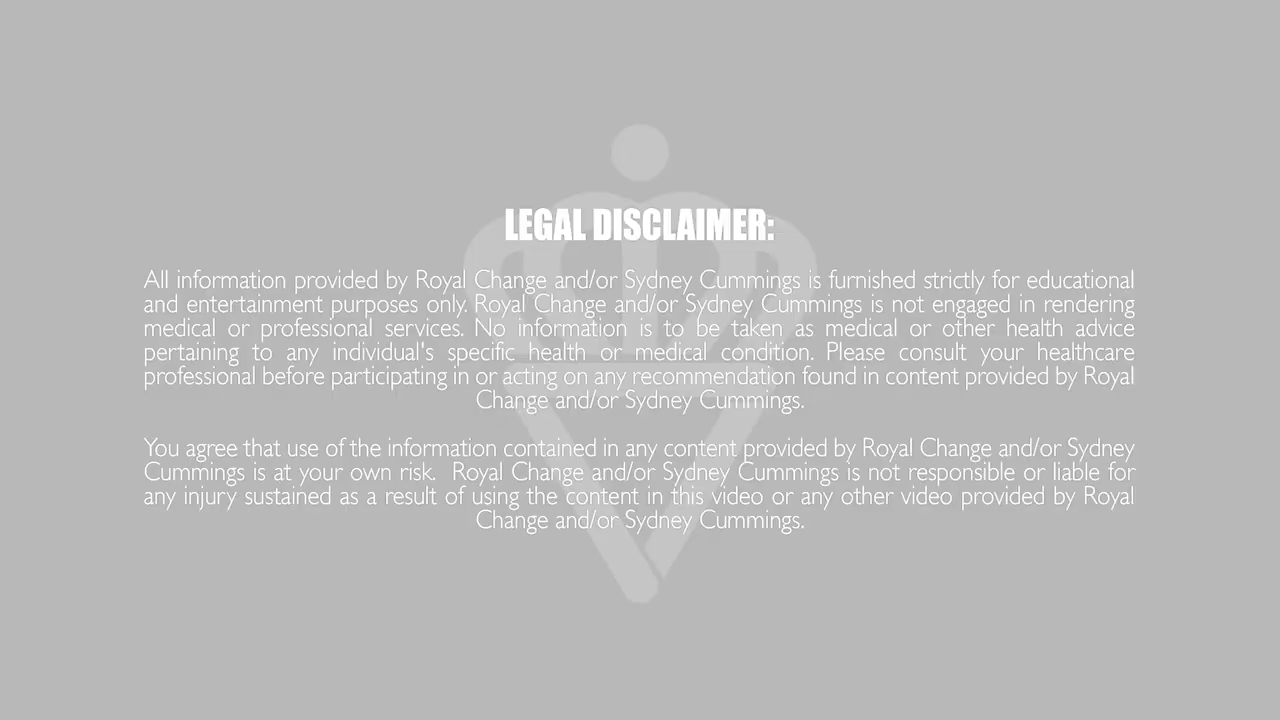 LEGAL DISCLAIMER:
All information provided by Royal Change and/or Sydney Cummings is furnished strictly for educational
and entertainment purposes only. Royal Change and/or Sydney Cummings is not engaged in rendering
medical or professional services. No information is to be taken as medical or other health advice
pertaining to any individual's specific health or medical condition. Please consult your healthcare
professional before participating in or acting on any recommendation found in content provided by Royal
Change and/or Sydney Cummings.
You agree that use of the information contained in any content provided by Royal Change and/or Sydney
Cummings is at your own risk.  Royal Change and/or Sydney Cummings is not responsible or liable for
any injury sustained as a result of using the content in this video or any other video provided by Royal
Change and/or Sydney Cummings.